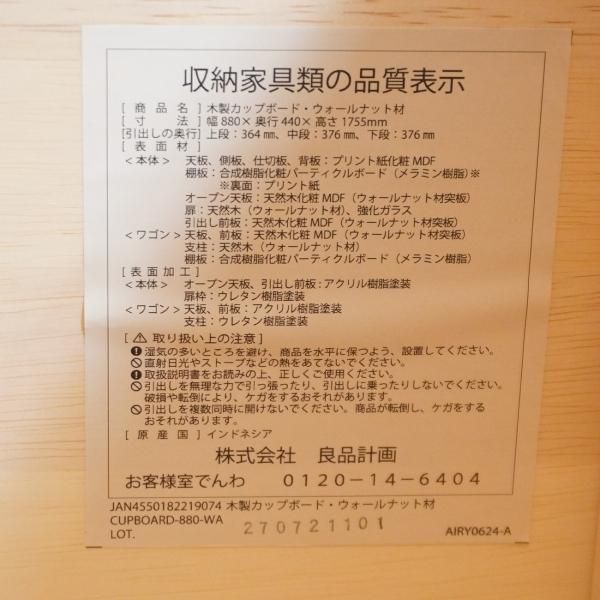 収納家具類の品質表示
[ 商 品 名 ] 木製カップボード・ウォールナット材
[ 寸 法 ] 幅 880× 奥行 440× 高さ 1755mm
[引出しの奥行] 上段：364 ㎜、中段：376 ㎜、下段：376 ㎜
[ 表 面 材 ]
<本体> 天板、側板、仕切板、背板：プリント紙化粧 MDF
棚板：合成樹脂化粧パーティクルボード（メラミン樹脂）※
※裏面：プリント紙
オープン天板：天然木化粧 MDF（ウォールナット材突板）
扉：天然木（ウォールナット材）、強化ガラス
引出し前板：天然木化粧 MDF（ウォールナット材突板）
<ワゴン> 天板、前板：天然木化粧 MDF（ウォールナット材突板）
支柱：天然木（ウォールナット材）
棚板：合成樹脂化粧パーティクルボード（メラミン樹脂）
[ 表 面 加 工 ]
<本体> オープン天板、引出し前板：アクリル樹脂塗装
扉枠：ウレタン樹脂塗装
<ワゴン> 天板、前板：アクリル樹脂塗装
支柱：ウレタン樹脂塗装
[ ⚠ 取り扱い上の注意 ]
湿気の多いところを避け、商品を水平に保つよう、設置してください。
直射日光やストーブなどの熱をあてないでください。
取扱説明書をお読みの上、正しくご使用ください。
引出しを無理な力で引っ張ったり、引出しに乗ったりしないでください。
破損や転倒により、ケガをするおそれがあります。
引出しを複数同時に開けないでください。商品が転倒し、ケガをする
おそれがあります。
[ 原 産 国 ] インドネシア
株式会社 良品計画
お客様室でんわ 0120-14-6404
JAN4550182219074 木製カップボード・ウォールナット材
CUPBOARD-880-WA
LOT. 270721101 AIRY0624-A